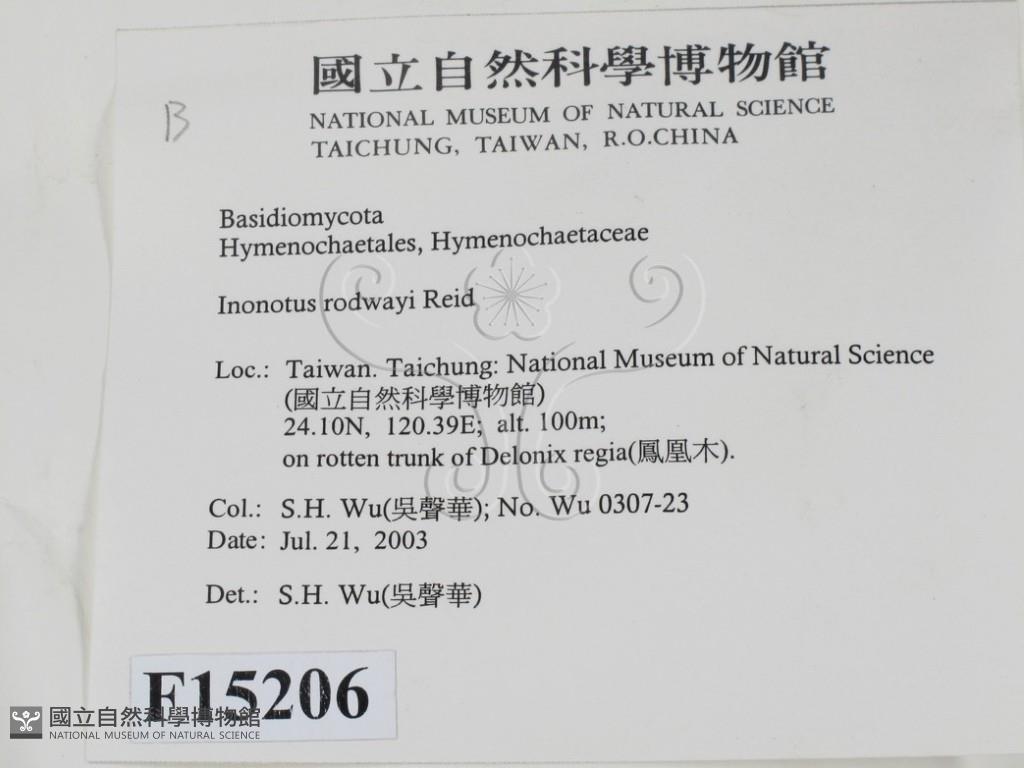 國立自然科學博物館
B
NATIONAL MUSEUM OF NATURAL SCIENCE
TAICHUNG, TAIWAN, R.O.CHINA
Basidiomycota
Hymenochaetales, Hymenochaetaceae
Inonotus rodwayi Reid
Loc.: Taiwan. Taichung: National Museum of Natural Science
(國立自然科學博物館)
24.10N, 120.39E; alt. 100m;
on rotten trunk of Delonix regia(鳳凰木).
Col.: S.H. Wu(吳聲華); No. Wu 0307-23
Date: Jul. 21, 2003
Det.: S.H. Wu(吳聲華)
F15206
國立自然科學博物館
NATIONAL MUSEUM OF NATURAL SCIENCE